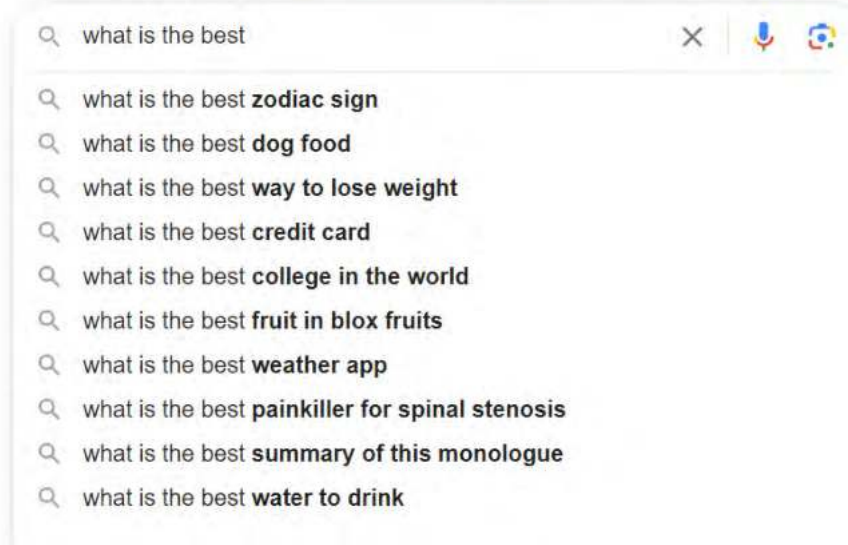 what is the best
what is the best zodiac sign
what is the best dog food
what is the best way to lose weight
what is the best credit card
what is the best college in the world
what is the best fruit in blox fruits
what is the best weather app
what is the best painkiller for spinal stenosis
what is the best summary of this monologue
what is the best water to drink